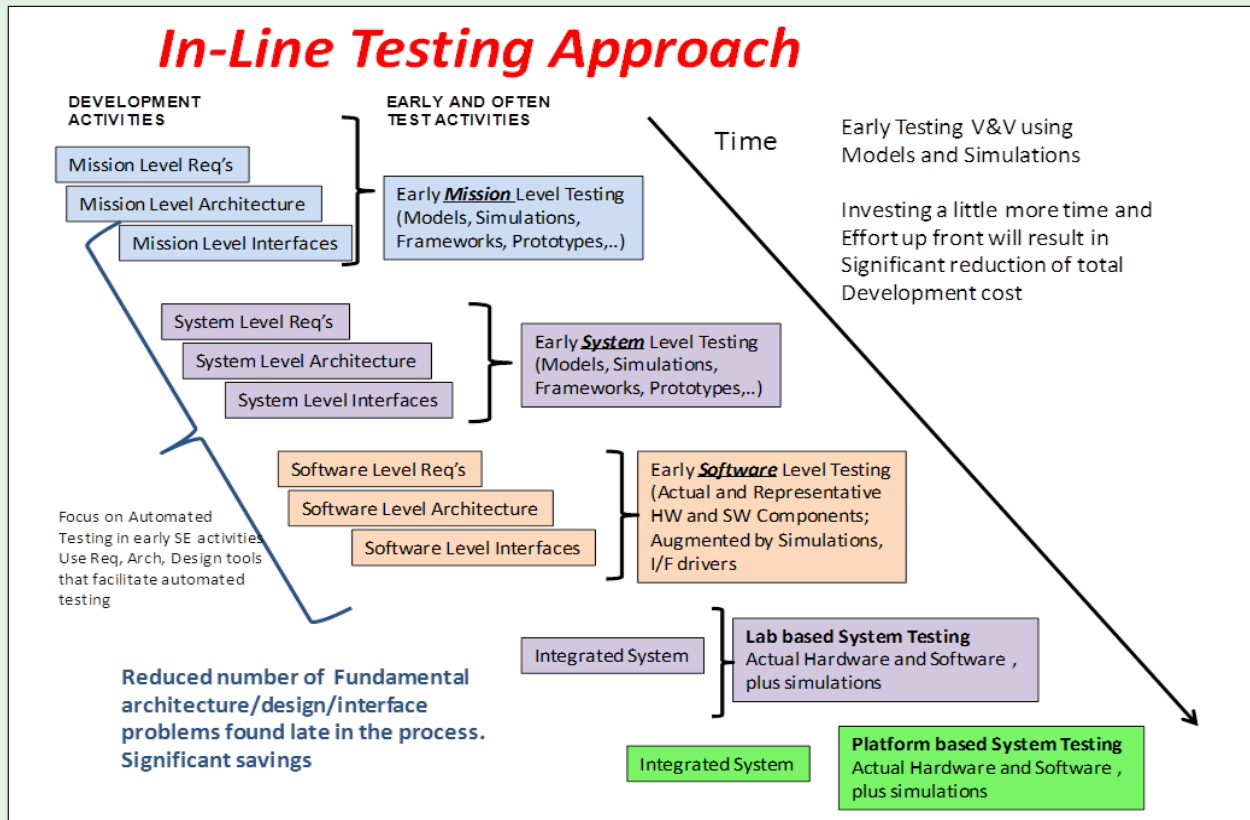 In-Line Testing Approach
DEVELOPMENT
ACTIVITIES
EARLY AND OFTEN
TEST ACTIVITIES
Time
Early Testing V&V using
Models and Simulations
Investing a little more time and
Effort up front will result in
Significant reduction of total
Development cost
Mission Level Req's
Mission Level Architecture
Mission Level Interfaces
Early Mission Level Testing
(Models, Simulations,
Frameworks, Prototypes,..)
System Level Req's
System Level Architecture
System Level Interfaces
Early System Level Testing
(Models, Simulations,
Frameworks, Prototypes,..)
Software Level Req's
Software Level Architecture
Software Level Interfaces
Early Software Level Testing
(Actual and Representative
HW and SW Components;
Augmented by Simulations,
I/F drivers
Focus on Automated
Testing in early SE activities
Use Req, Arch, Design tools
that facilitate automated
testing
Integrated System
Lab based System Testing
Actual Hardware and Software ,
plus simulations
Reduced number of Fundamental
architecture/design/interface
problems found late in the process.
Significant savings
Integrated System
Platform based System Testing
Actual Hardware and Software ,
plus simulations